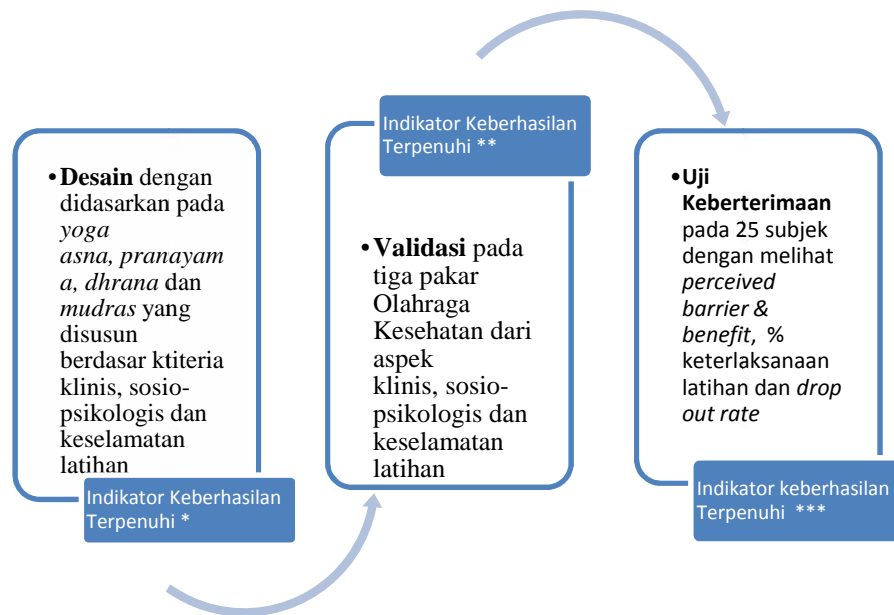 •Desain dengan
didasarkan pada
yoga
asna, pranayam
a, dhrana dan
mudras yang
disusun
berdasar ktiteria
klinis, sosio-
psikologis dan
keselamatan
latihan
Indikator Keberhasilan
Terpenuhi *
Indikator Keberhasilan
Terpenuhi **
•Validasi pada
tiga pakar
Olahraga
Kesehatan dari
aspek
klinis, sosio-
psikologis dan
keselamatan
latihan
•Uji
Keberterimaan
pada 25 subjek
dengan melihat
perceived
barrier &
benefit, %
keterlaksanaan
latihan dan drop
out rate
Indikator keberhasilan
Terpenuhi ***